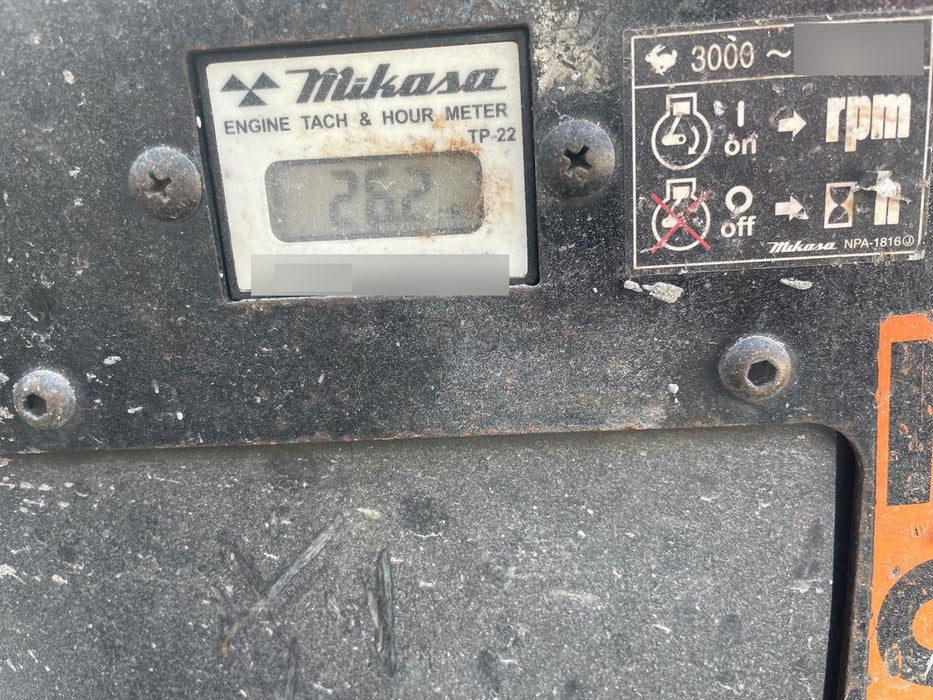 Mikasa
ENGINE TACH & HOUR METER
TP-22
262
3000 ~
I
on
rpm
off
h
Mikasa NPA-1816 J